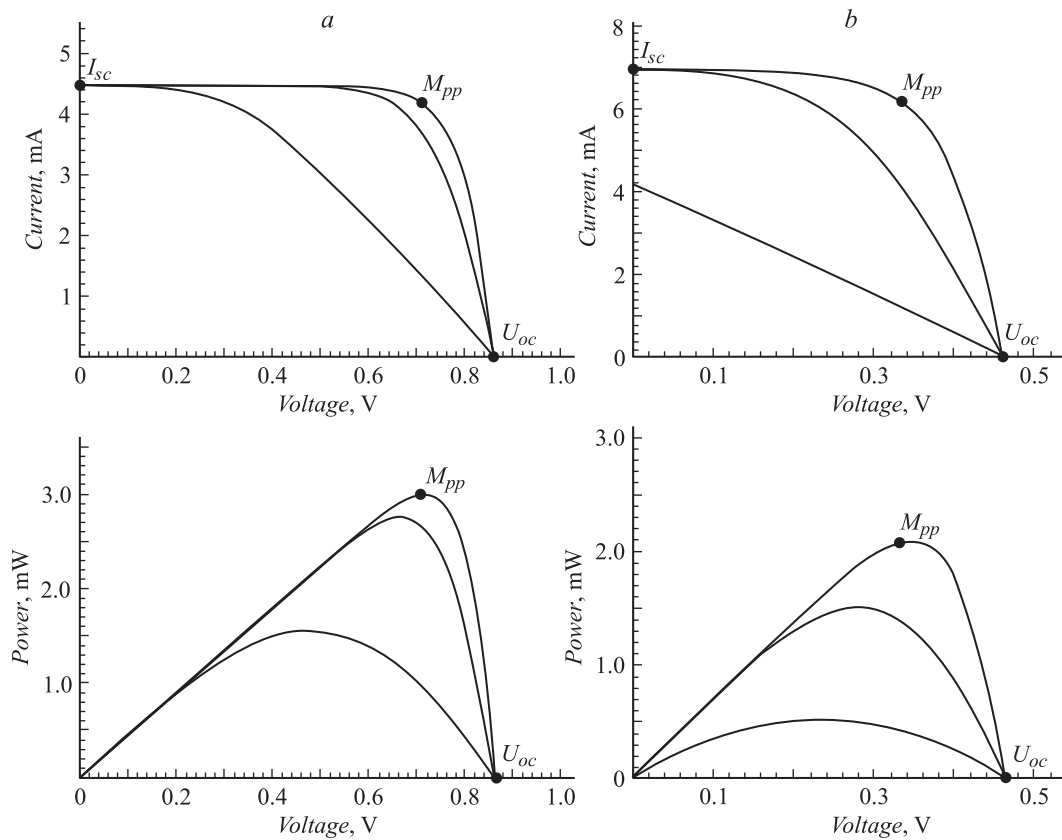 a
5
4
3
2
1
I_sc
M_pp
U_oc
Current, mA
0
0.2
0.4
0.6
0.8
1.0
Voltage, V
b
8
6
4
2
0
I_sc
M_pp
U_oc
Current, mA
0.1
0.3
0.5
Voltage, V
3.0
2.0
1.0
M_pp
U_oc
Power, mW
0
0.2
0.4
0.6
0.8
1.0
Voltage, V
3.0
2.0
1.0
0
M_pp
U_oc
Power, mW
0.1
0.3
0.5
Voltage, V